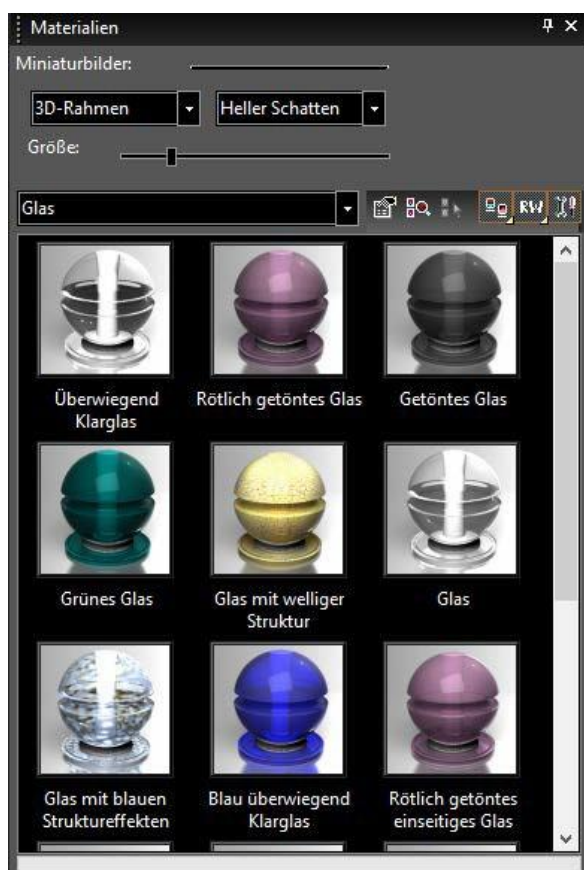 Materialien
Miniaturbilder:
3D-Rahmen Heller Schatten
Größe:
Glas RW
Überwiegend Klarglas
Rötlich getöntes Glas
Getöntes Glas
Grünes Glas
Glas mit welliger Struktur
Glas
Glas mit blauen Struktureffekten
Blau überwiegend Klarglas
Rötlich getöntes einseitiges Glas